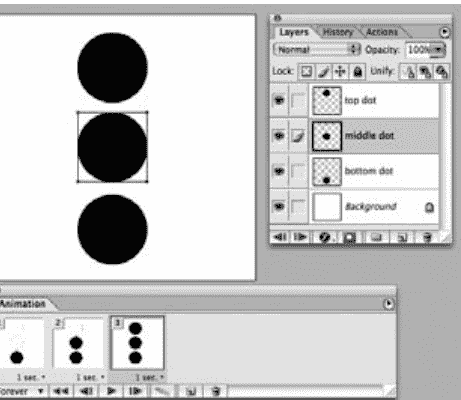 Layers History Actions
Normal Opacity: 100%
Lock: Unify:
top dot
middle dot
bottom dot
Background
Animation
1 2 3
1 sec. 1 sec. 1 sec.
Forever